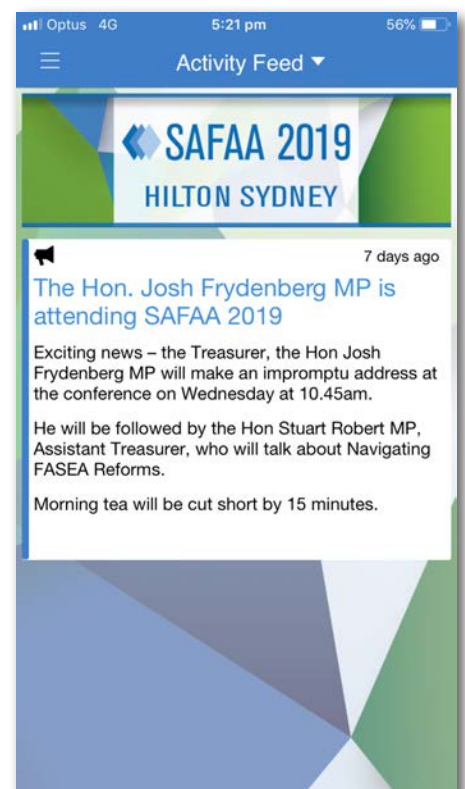 Optus 4G 5:21 pm 56%
Activity Feed
SAFAA 2019
HILTON SYDNEY
7 days ago
The Hon. Josh Frydenberg MP is
attending SAFAA 2019
Exciting news – the Treasurer, the Hon Josh
Frydenberg MP will make an impromptu address at
the conference on Wednesday at 10.45am.
He will be followed by the Hon Stuart Robert MP,
Assistant Treasurer, who will talk about Navigating
FASEA Reforms.
Morning tea will be cut short by 15 minutes.